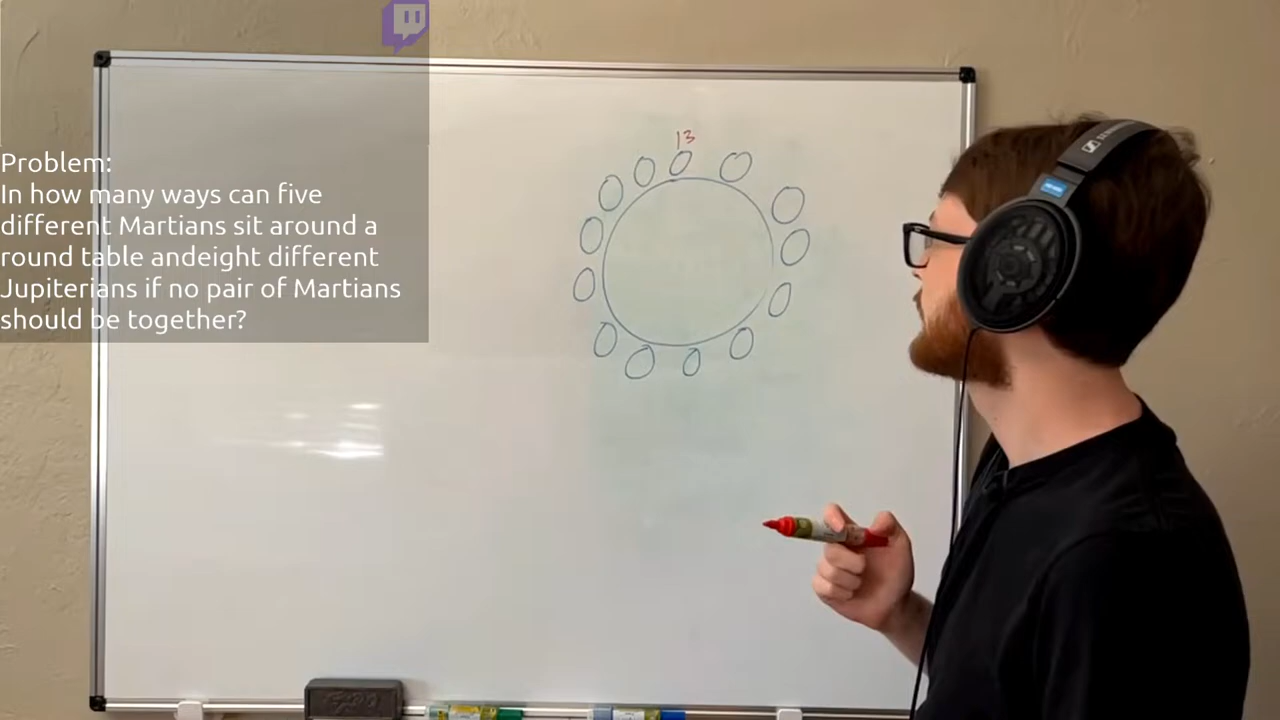 Problem:
In how many ways can five
different Martians sit around a
round table andeight different
Jupiterians if no pair of Martians
should be together?
13